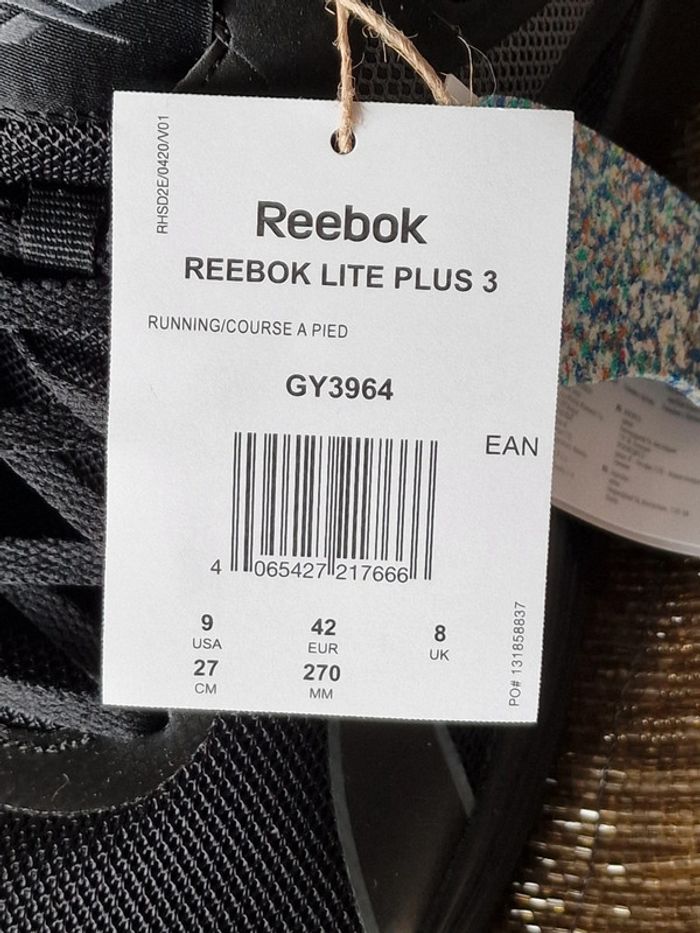 RHSD2E/0420/V01
Reebok
REEBOK LITE PLUS 3
RUNNING/COURSE A PIED
GY3964
EAN
4 065427 217666
9 42 8
USA EUR UK
27 270
CM MM
PO# 131858837